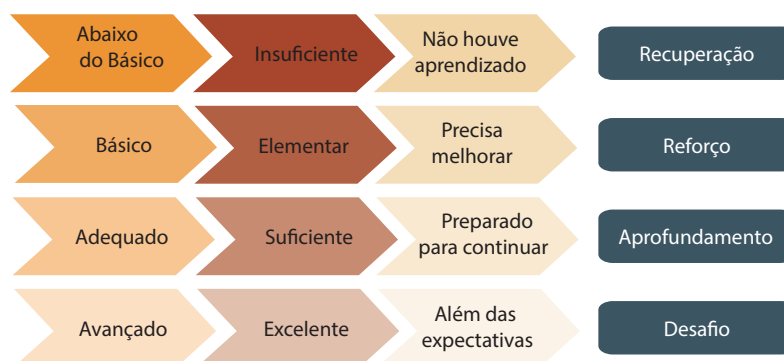 Abaixo
do Básico
Insuficiente
Não houve
aprendizado
Recuperação
Básico
Elementar
Precisa
melhorar
Reforço
Adequado
Suficiente
Preparado
para continuar
Aprofundamento
Avançado
Excelente
Além das
expectativas
Desafio